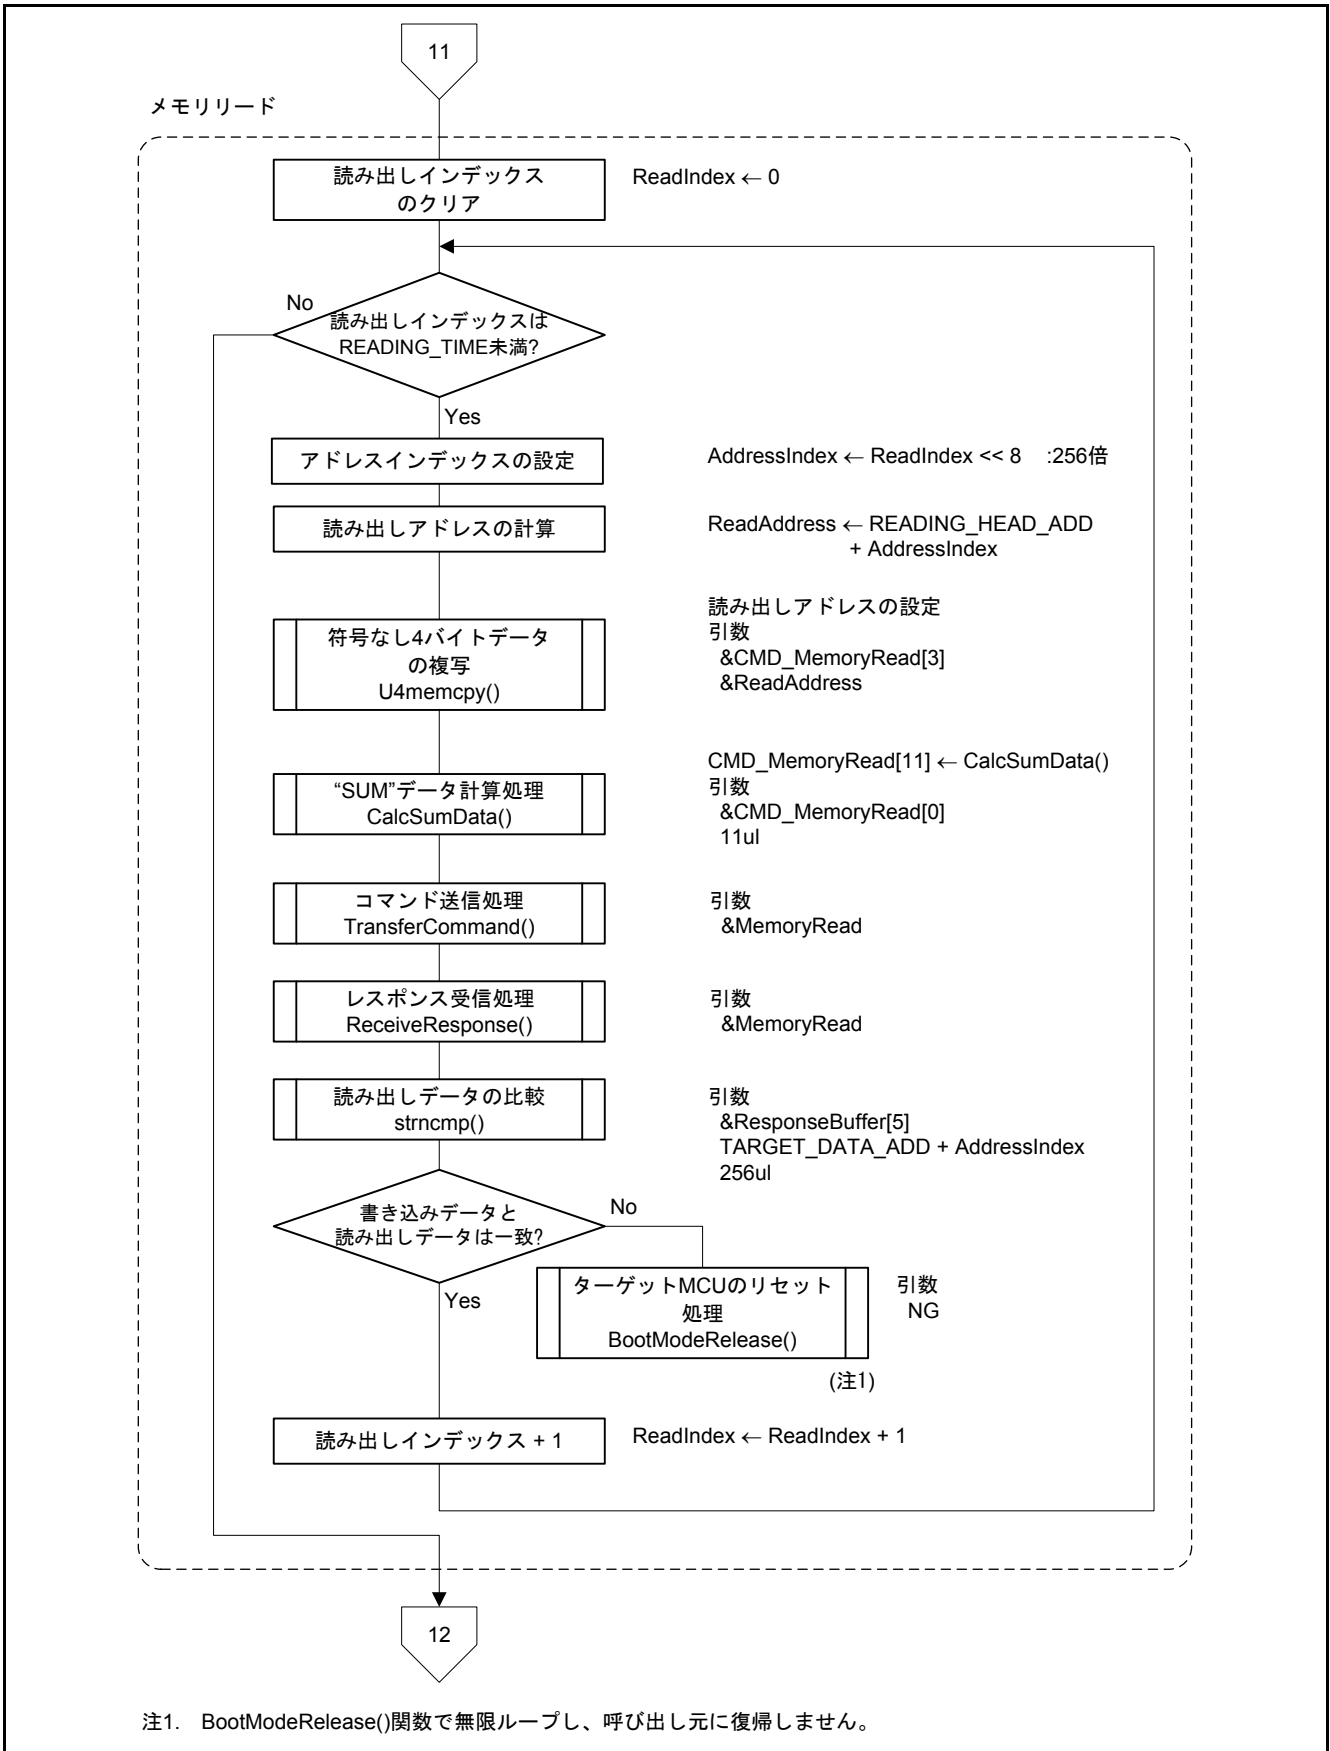 11
メモリリード
読み出しインデックス
のクリア
ReadIndex ← 0
No
読み出しインデックスは
READING_TIME未満?
Yes
アドレスインデックスの設定
AddressIndex ← ReadIndex << 8 :256倍
読み出しアドレスの計算
ReadAddress ← READING_HEAD_ADD
+ AddressIndex
符号なし4バイトデータ
の複写
U4memcpy()
読み出しアドレスの設定
引数
&CMD_MemoryRead[3]
&ReadAddress
“SUM”データ計算処理
CalcSumData()
CMD_MemoryRead[11] ← CalcSumData()
引数
&CMD_MemoryRead[0]
11ul
コマンド送信処理
TransferCommand()
引数
&MemoryRead
レスポンス受信処理
ReceiveResponse()
引数
&MemoryRead
読み出しデータの比較
strncmp()
引数
&ResponseBuffer[5]
TARGET_DATA_ADD + AddressIndex
256ul
書き込みデータと
読み出しデータは一致?
No
Yes
ターゲットMCUのリセット
処理
BootModeRelease()
引数
NG
(注1)
読み出しインデックス + 1
ReadIndex ← ReadIndex + 1
12
注1. BootModeRelease()関数で無限ループし、呼び出し元に復帰しません。